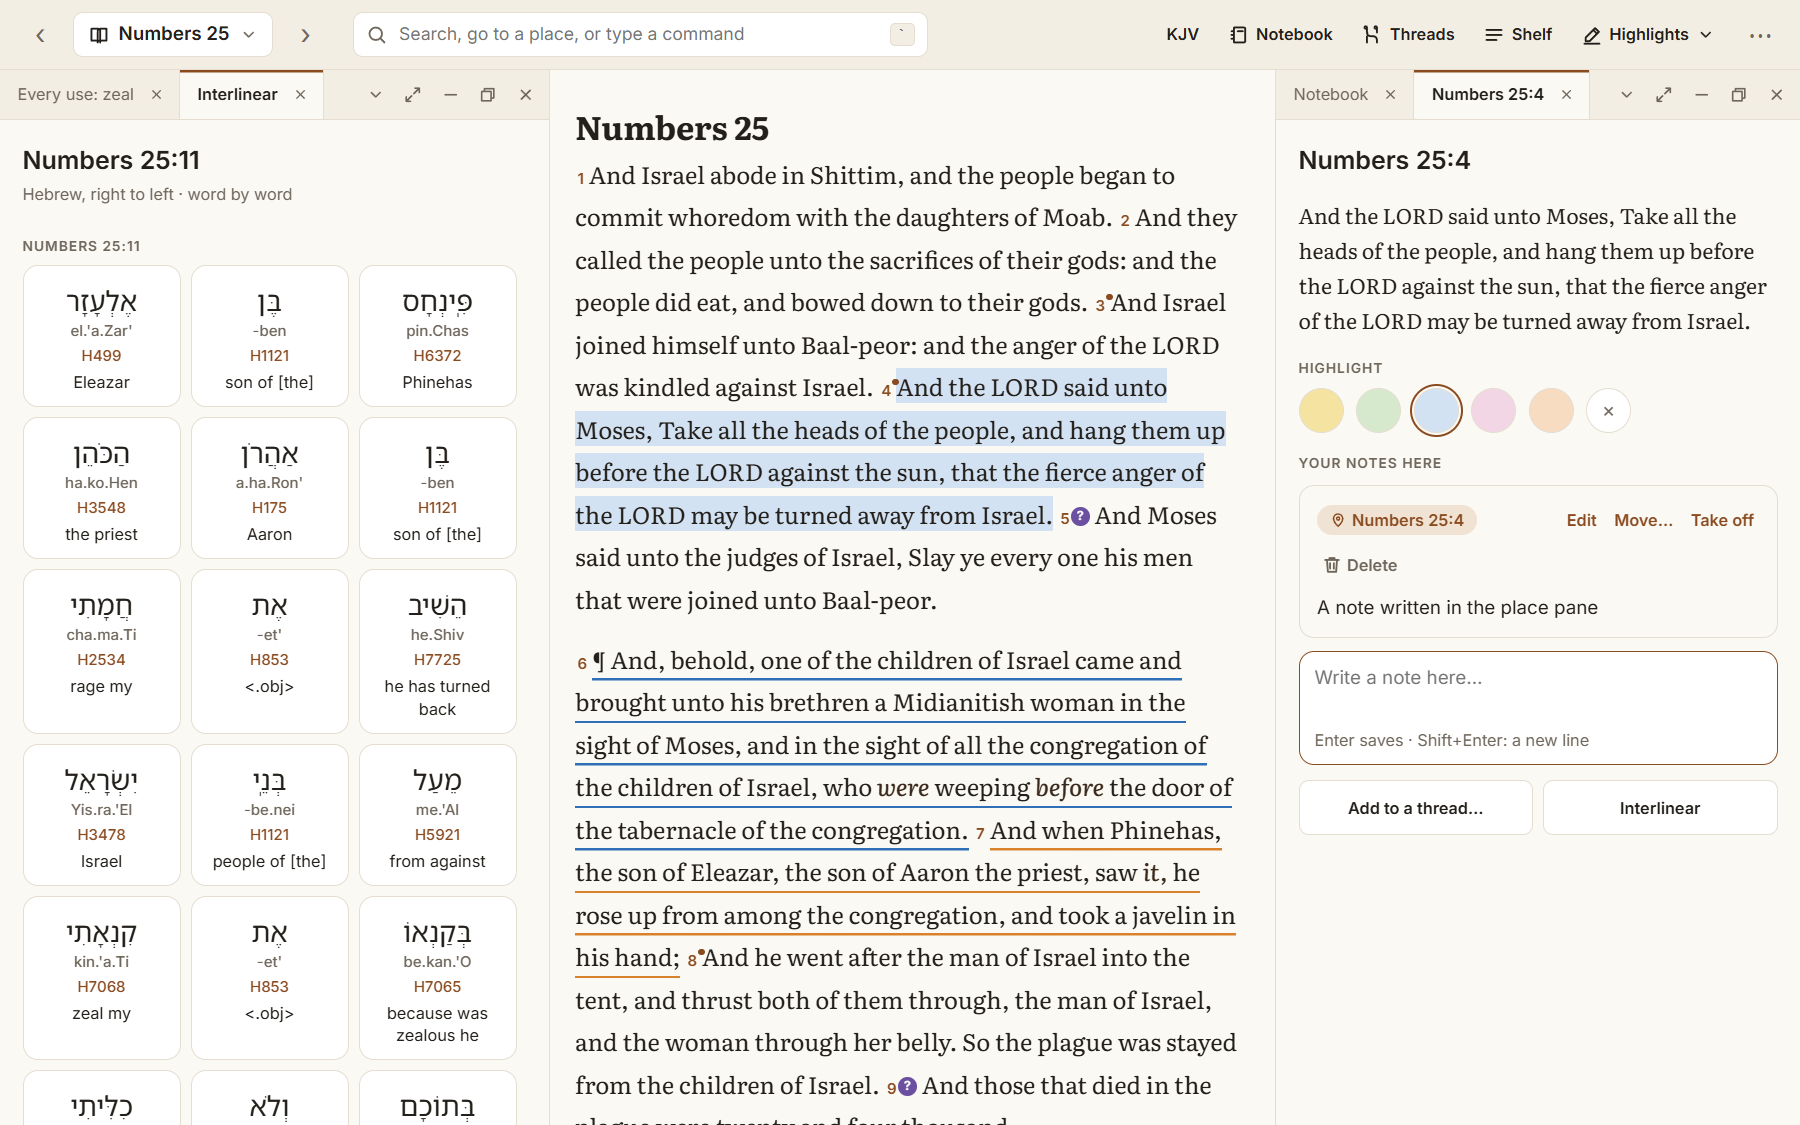 Numbers 25
Search, go to a place, or type a command
`
KJV
Notebook
Threads
Shelf
Highlights
Every use: zeal
Interlinear
Numbers 25:11
Hebrew, right to left · word by word
NUMBERS 25:11
פִּֽינְחָס
pin.Chas
H6372
Phinehas
בֶּן
-ben
H1121
son of [the]
אֶלְעָזָר
el.'a.Zar'
H499
Eleazar
בֶּן
-ben
H1121
son of [the]
אַהֲרֹן
a.ha.Ron'
H175
Aaron
הַכֹּהֵן
ha.ko.Hen
H3548
the priest
הֵשִׁיב
he.Shiv
H7725
he has turned
back
אֶת
-et'
H853
<.obj>
חֲמָתִי
cha.ma.Ti
H2534
rage my
מֵעַל
me.'Al
H5921
from against
בְּנֵֽי
-be.nei
H1121
people of [the]
יִשְׂרָאֵל
Yis.ra.'El
H3478
Israel
בְּקַנְאוֹ
be.kan.'O
H7065
because was
zealous he
אֶת
-et'
H853
<.obj>
קִנְאָתִי
kin.'a.Ti
H7068
zeal my
בְּתוֹכָם
וְלֹא
כִלִּיתִי
Numbers 25
1 And Israel abode in Shittim, and the people began to
commit whoredom with the daughters of Moab. 2 And they
called the people unto the sacrifices of their gods: and the
people did eat, and bowed down to their gods. 3 And Israel
joined himself unto Baal-peor: and the anger of the LORD
was kindled against Israel. 4 And the LORD said unto
Moses, Take all the heads of the people, and hang them up
before the LORD against the sun, that the fierce anger of
the LORD may be turned away from Israel. 5 ? And Moses
said unto the judges of Israel, Slay ye every one his men
that were joined unto Baal-peor.
6 ¶ And, behold, one of the children of Israel came and
brought unto his brethren a Midianitish woman in the
sight of Moses, and in the sight of all the congregation of
the children of Israel, who were weeping before the door of
the tabernacle of the congregation. 7 And when Phinehas,
the son of Eleazar, the son of Aaron the priest, saw it, he
rose up from among the congregation, and took a javelin in
his hand; 8 And he went after the man of Israel into the
tent, and thrust both of them through, the man of Israel,
and the woman through her belly. So the plague was stayed
from the children of Israel. 9 ? And those that died in the
plague were twenty and four thousand.
Notebook
Numbers 25:4
Numbers 25:4
And the LORD said unto Moses, Take all the
heads of the people, and hang them up before
the LORD against the sun, that the fierce anger
of the LORD may be turned away from Israel.
HIGHLIGHT
YOUR NOTES HERE
Numbers 25:4
Edit
Move...
Take off
Delete
A note written in the place pane
Write a note here...
Enter saves · Shift+Enter: a new line
Add to a thread...
Interlinear